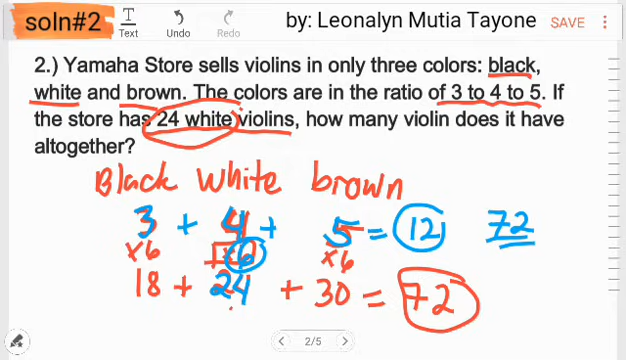 soln#2 Text Undo Redo by: Leonalyn Mutia Tayone SAVE
2.) Yamaha Store sells violins in only three colors: black,
white and brown. The colors are in the ratio of 3 to 4 to 5. If
the store has 24 white violins, how many violin does it have
altogether?
Black white brown
3 + 4 + 5 = 12 72
x6 x6 x6
18 + 24 + 30 = 72
< 2/5 >